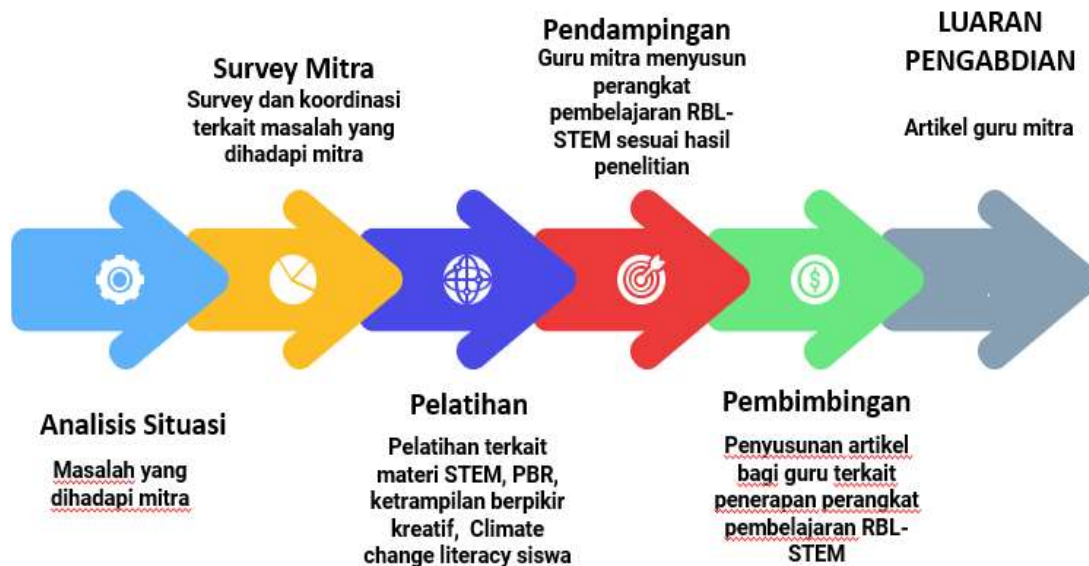 Analisis Situasi
Masalah yang
dihadapi mitra
Survey Mitra
Survey dan koordinasi
terkait masalah yang
dihadapi mitra
Pelatihan
Pelatihan terkait
materi STEM, PBR,
ketrampilan berpikir
kreatif, Climate
change literacy siswa
Pendampingan
Guru mitra menyusun
perangkat
pembelajaran RBL-
STEM sesuai hasil
penelitian
Pembimbingan
Penyusunan artikel
bagi guru terkait
penerapan perangkat
pembelajaran RBL-
STEM
LUARAN
PENGABDIAN
Artikel guru mitra
$